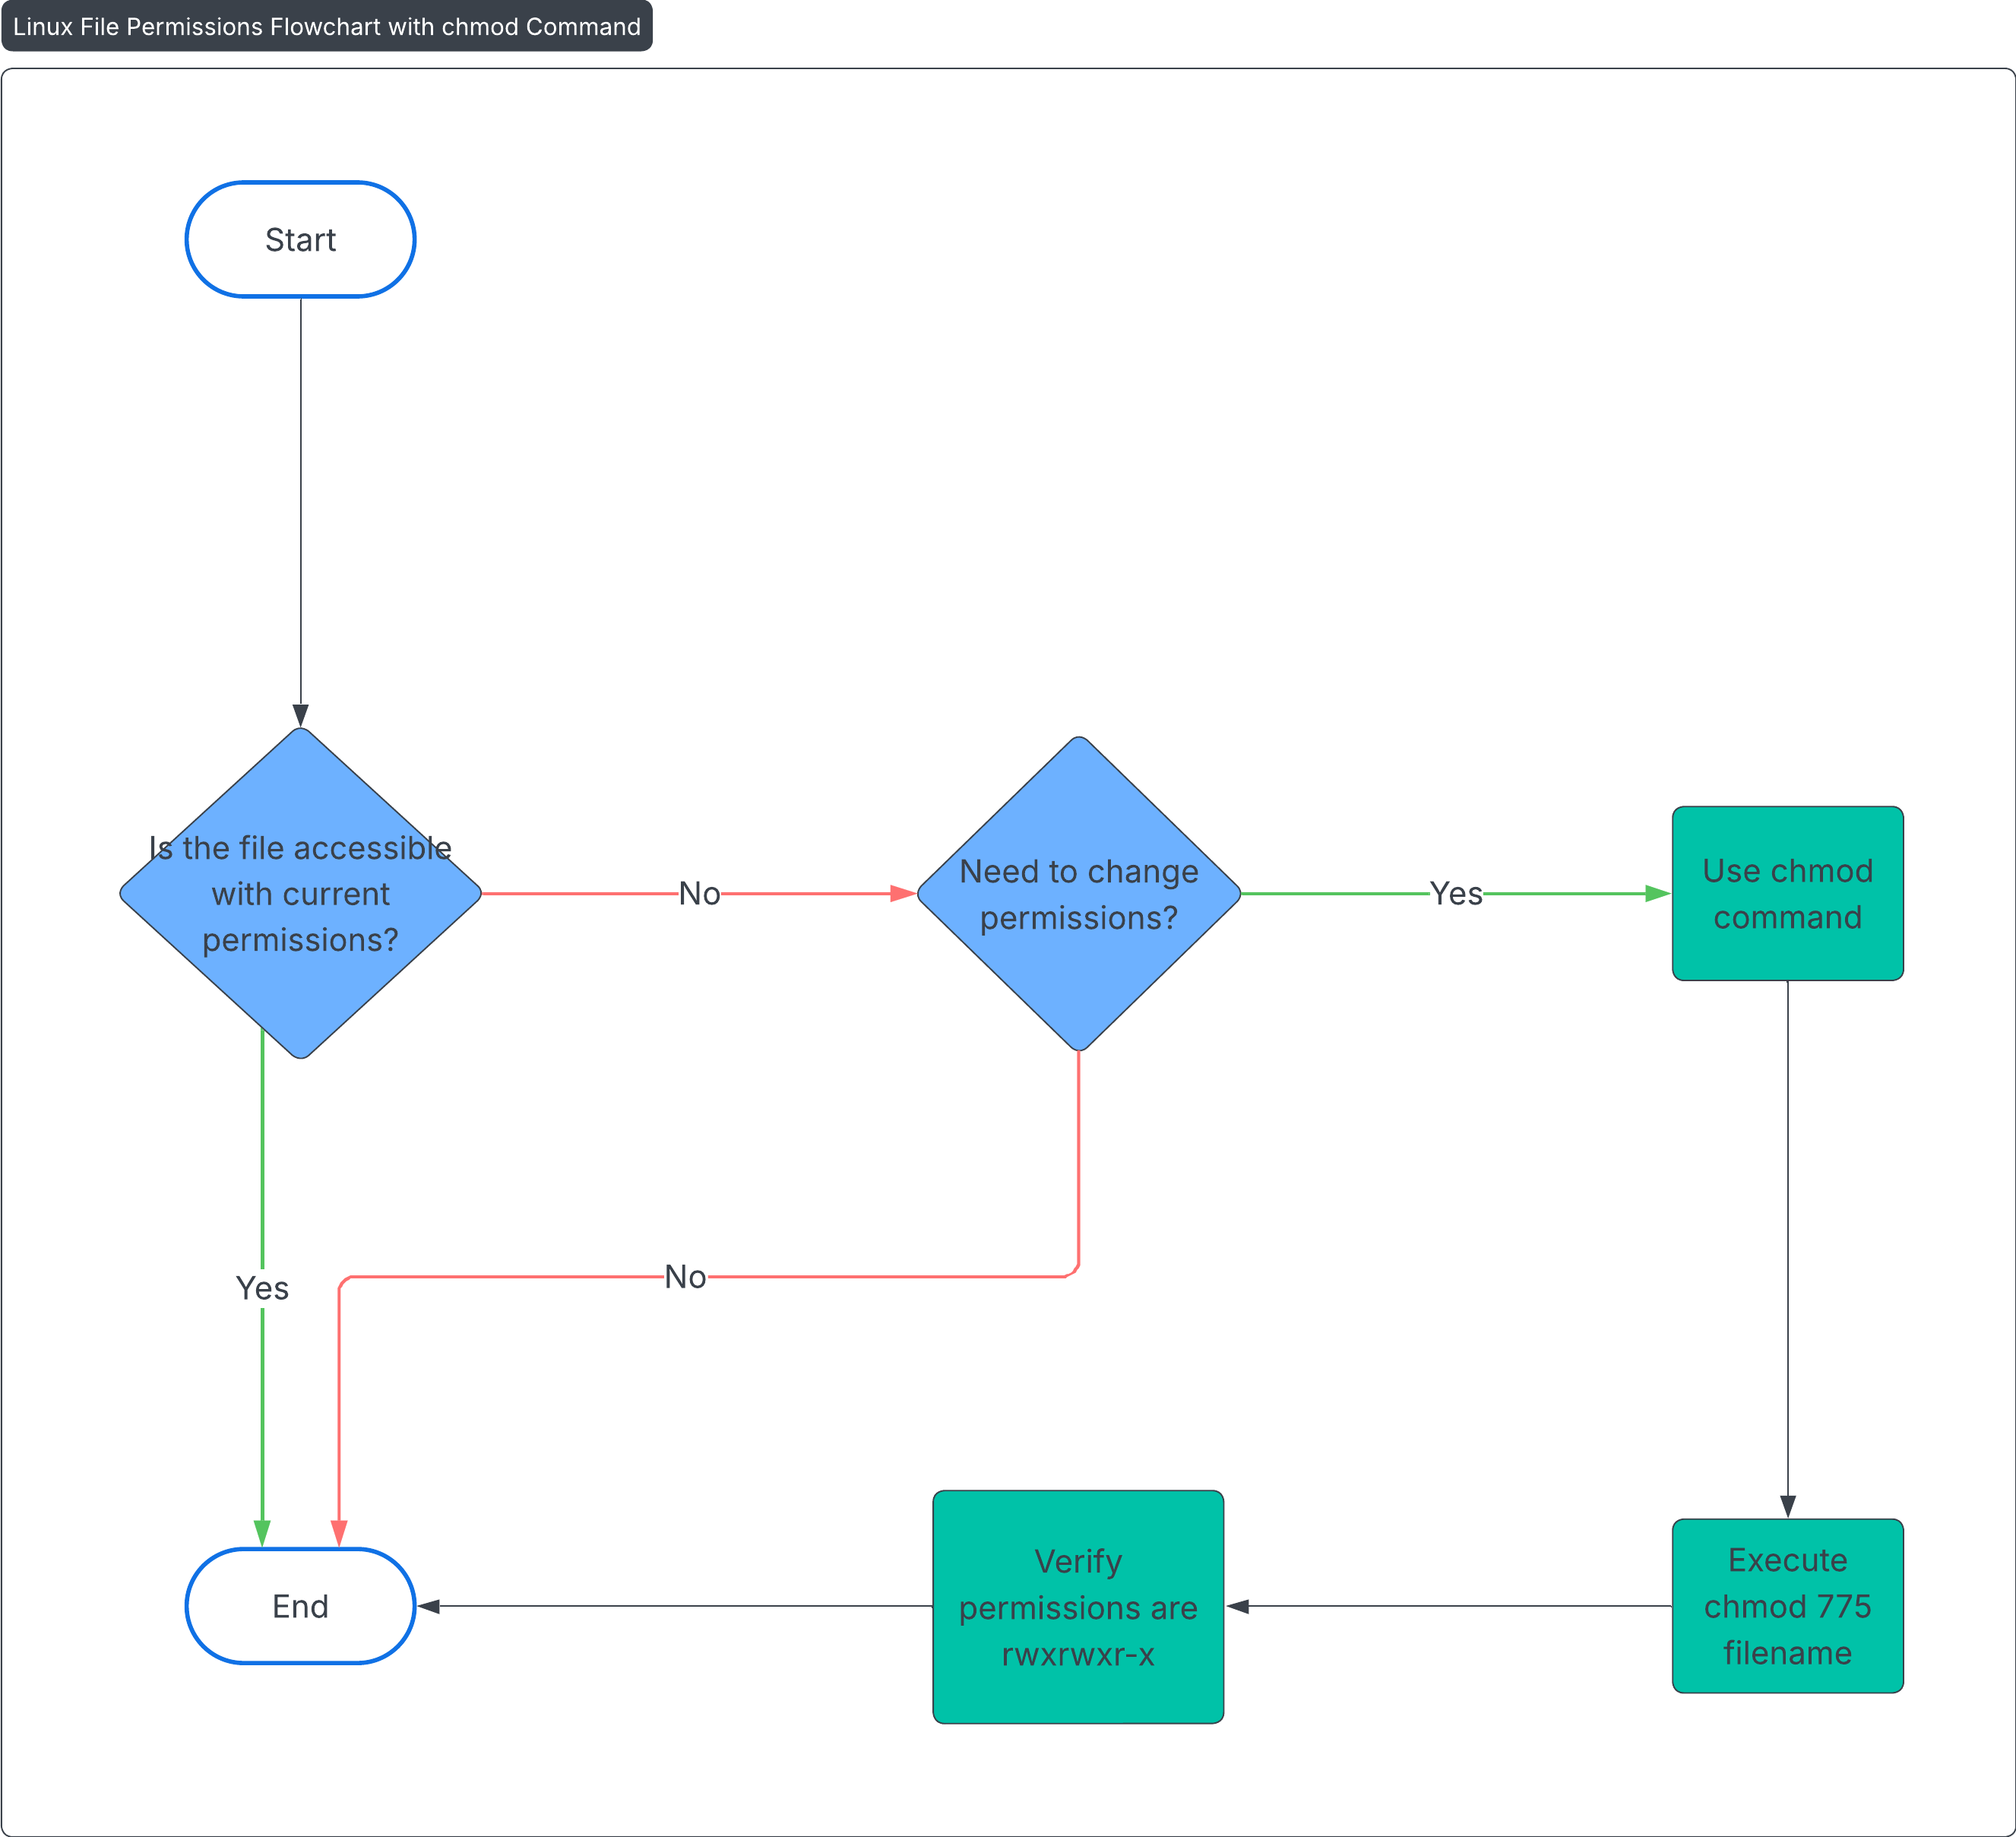 Linux File Permissions Flowchart with chmod Command
Start
Is the file accessible
with current
permissions?
No
Need to change
permissions?
Yes
Use chmod
command
Yes
No
Verify
permissions are
rwxrwxr-x
Execute
chmod 775
filename
End